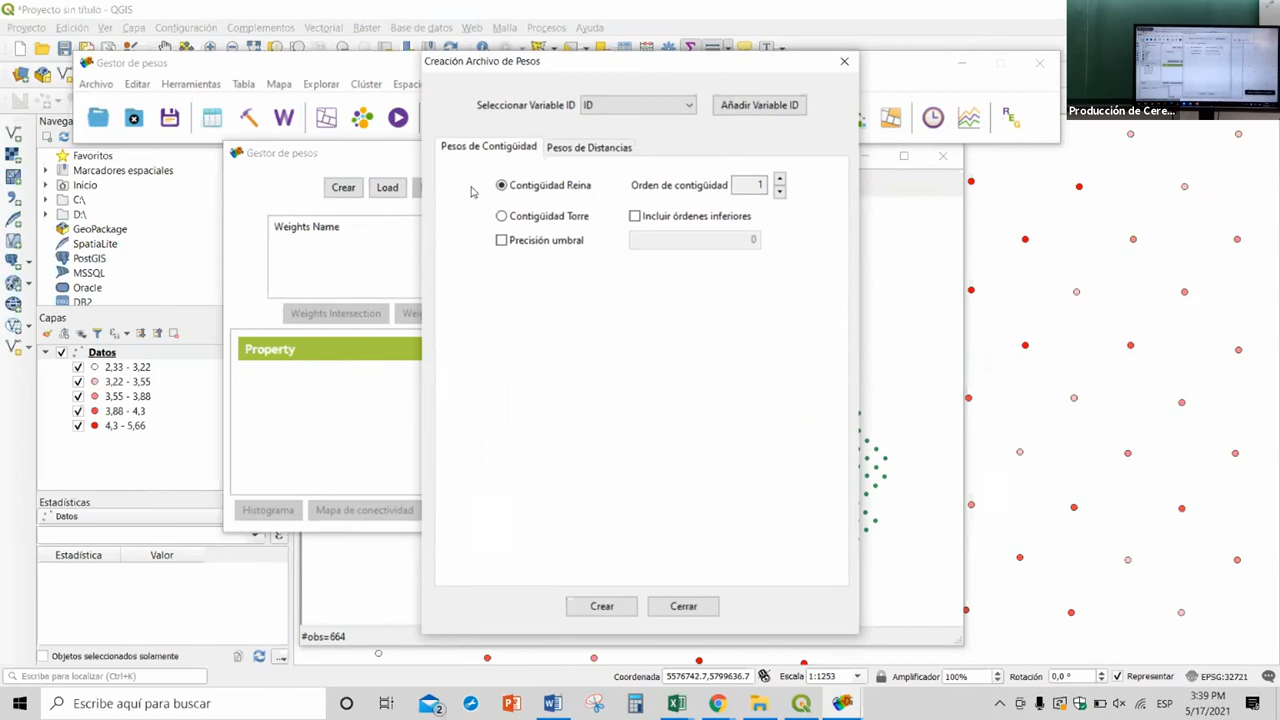 *Proyecto sin título - QGIS
Proyecto Edición Ver Capa Configuración Complementos Vectorial Ráster Base de datos Web Malla Procesos Ayuda
Producción de Cere...
Gestor de pesos
Archivo Editar Herramientas Tabla Mapa Explorar Clúster Espaci
Navega
Favoritos
Marcadores espaciales
Inicio
C:\
D:\
GeoPackage
SpatiaLite
PostGIS
MSSQL
Oracle
DB2
Capas
Datos
2,33 - 3,22
3,22 - 3,55
3,55 - 3,88
3,88 - 4,3
4,3 - 5,66
Estadísticas
Datos
Estadística Valor
Objetos seleccionados solamente
Gestor de pesos
Crear Load
Weights Name
Weights Intersection Wei
Property
Histograma Mapa de conectividad
#obs=664
Creación Archivo de Pesos
Seleccionar Variable ID ID Añadir Variable ID
Pesos de Contigüidad Pesos de Distancias
Contigüidad Reina Orden de contigüidad 1
Contigüidad Torre Incluir órdenes inferiores
Precisión umbral 0
Crear Cerrar
Escriba para localizar (Ctrl+K) Coordenada 5576742.7,5799636.7 Escala 1:1253 Amplificador 100% Rotación 0,0 ° Representar EPSG:32721
Escribe aquí para buscar
2
ESP
3:39 PM
5/17/2021